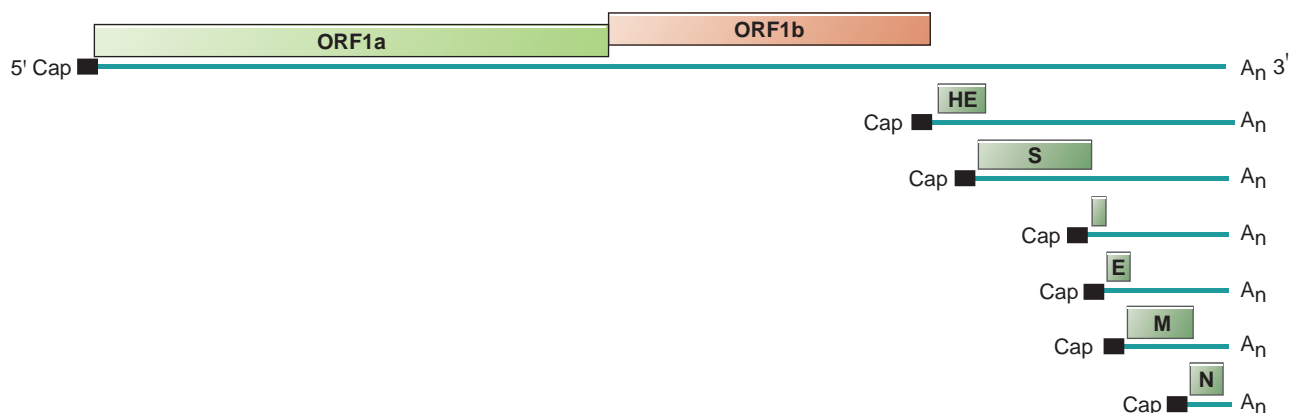 ORF1a ORF1b
5' Cap An 3'
HE
Cap An
S
Cap An
Cap An
E
Cap An
M
Cap An
N
Cap An